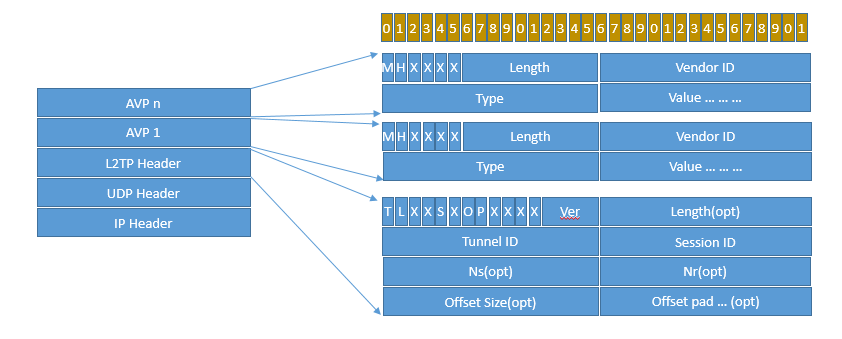 0 1 2 3 4 5 6 7 8 9 0 1 2 3 4 5 6 7 8 9 0 1 2 3 4 5 6 7 8 9 0 1
M H X X X X Length Vendor ID
Type Value ... ... ...
M H X X X X Length Vendor ID
Type Value ... ... ...
T L X X S X O P X X X X Ver Length(opt)
Tunnel ID Session ID
Ns(opt) Nr(opt)
Offset Size(opt) Offset pad ... (opt)
AVP n
AVP 1
L2TP Header
UDP Header
IP Header